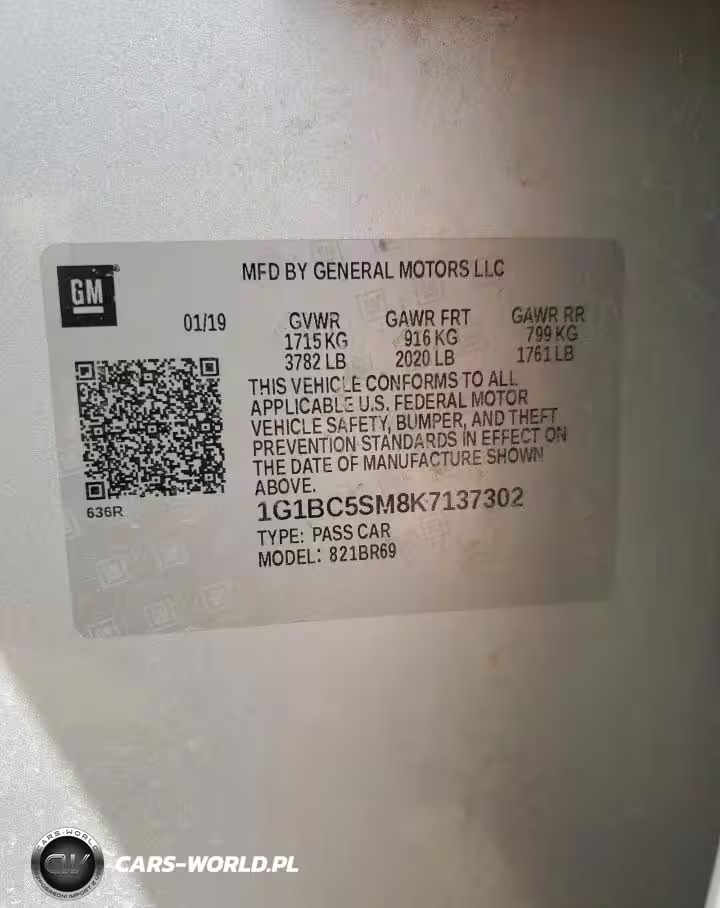 GM
MFD BY GENERAL MOTORS LLC
01/19
GVWR GAWR FRT GAWR RR
1715 KG 916 KG 799 KG
3782 LB 2020 LB 1761 LB
THIS VEHICLE CONFORMS TO ALL
APPLICABLE U.S. FEDERAL MOTOR
VEHICLE SAFETY, BUMPER, AND THEFT
PREVENTION STANDARDS IN EFFECT ON
THE DATE OF MANUFACTURE SHOWN
ABOVE.
636R
1G1BC5SM8K7137302
TYPE: PASS CAR
MODEL: 821BR69
CARS-WORLD
CW
CARS-WORLD.PL